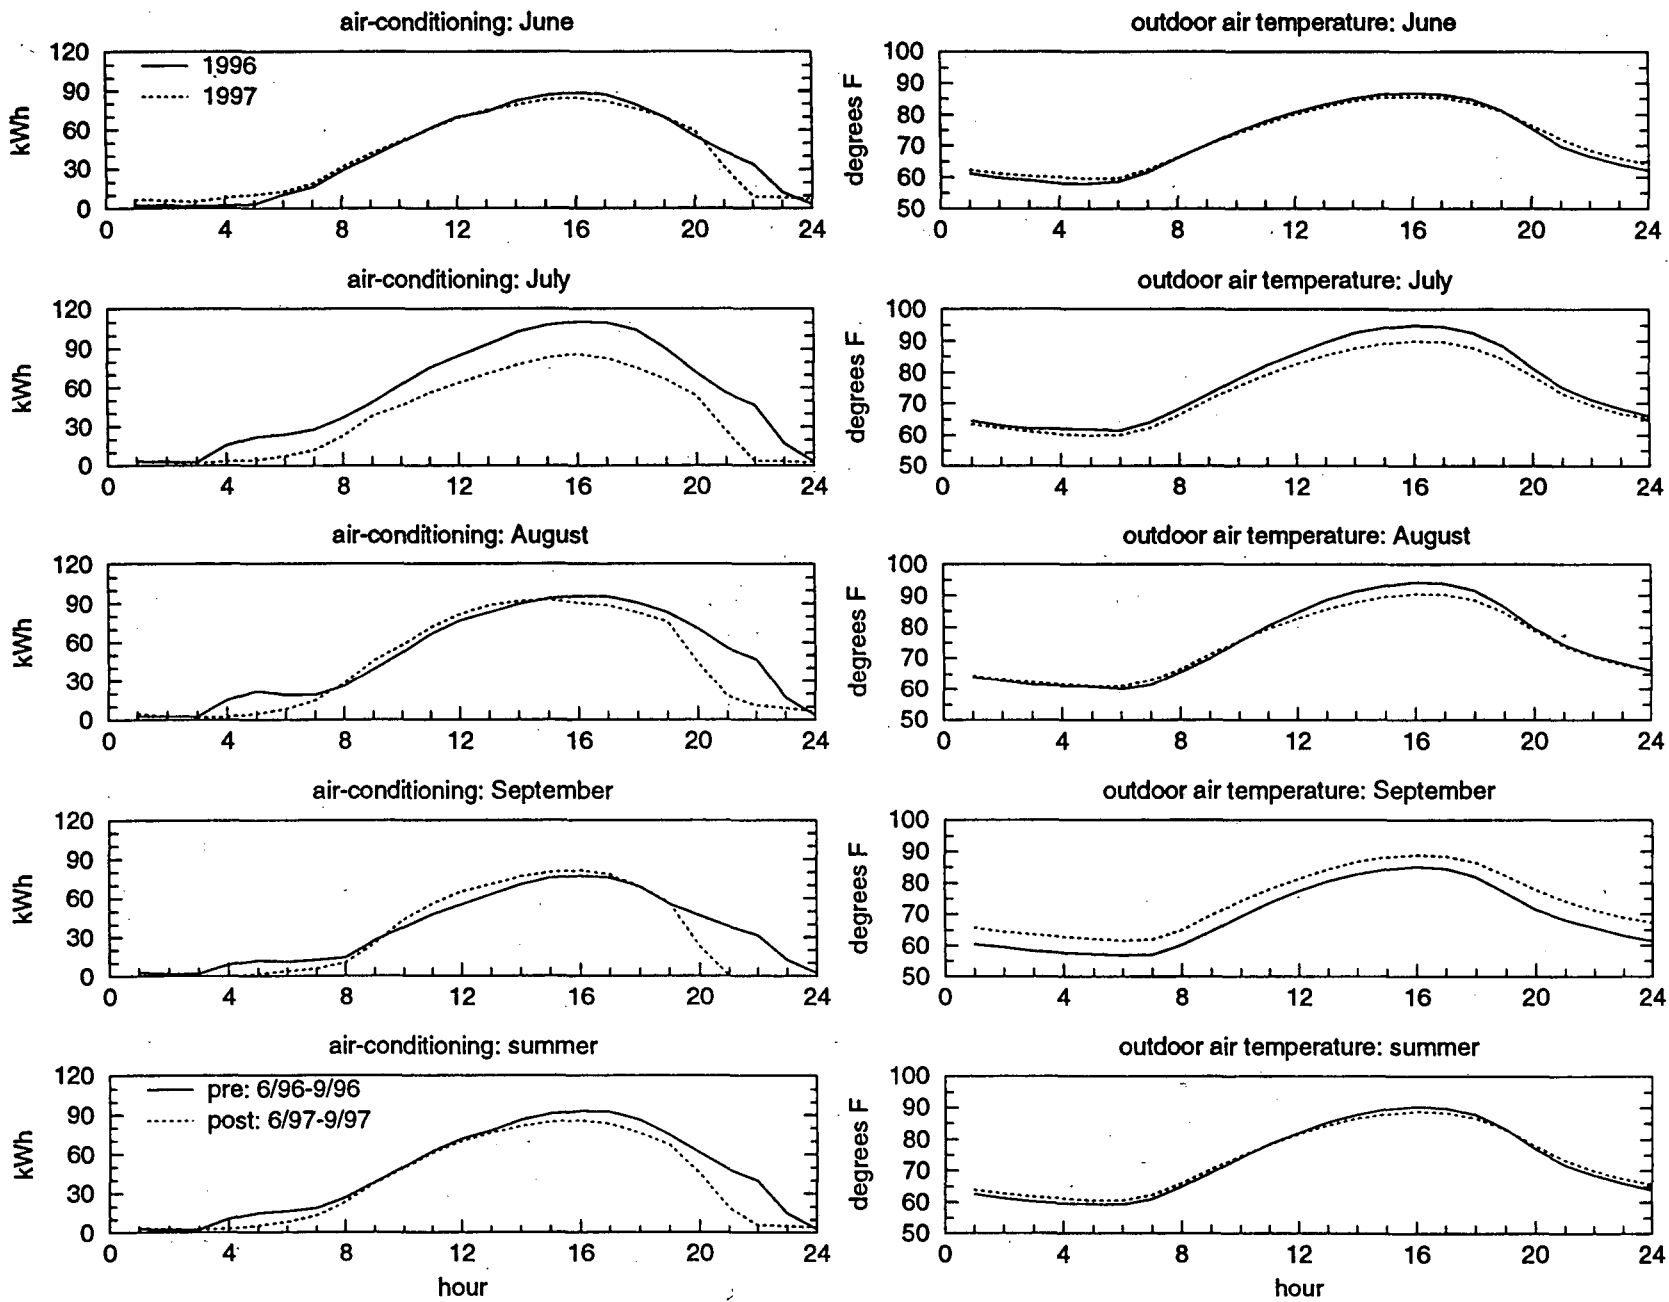 air-conditioning: June
outdoor air temperature: June
120
90
60
30
0
kWh
1996
1997
0 4 8 12 16 20 24
100
90
80
70
60
50
degrees F
0 4 8 12 16 20 24
air-conditioning: July
outdoor air temperature: July
120
90
60
30
0
kWh
0 4 8 12 16 20 24
100
90
80
70
60
50
degrees F
0 4 8 12 16 20 24
air-conditioning: August
outdoor air temperature: August
120
90
60
30
0
kWh
0 4 8 12 16 20 24
100
90
80
70
60
50
degrees F
0 4 8 12 16 20 24
air-conditioning: September
outdoor air temperature: September
120
90
60
30
0
kWh
0 4 8 12 16 20 24
100
90
80
70
60
50
degrees F
0 4 8 12 16 20 24
air-conditioning: summer
outdoor air temperature: summer
120
90
60
30
0
kWh
pre: 6/96-9/96
post: 6/97-9/97
0 4 8 12 16 20 24
hour
100
90
80
70
60
50
degrees F
0 4 8 12 16 20 24
hour